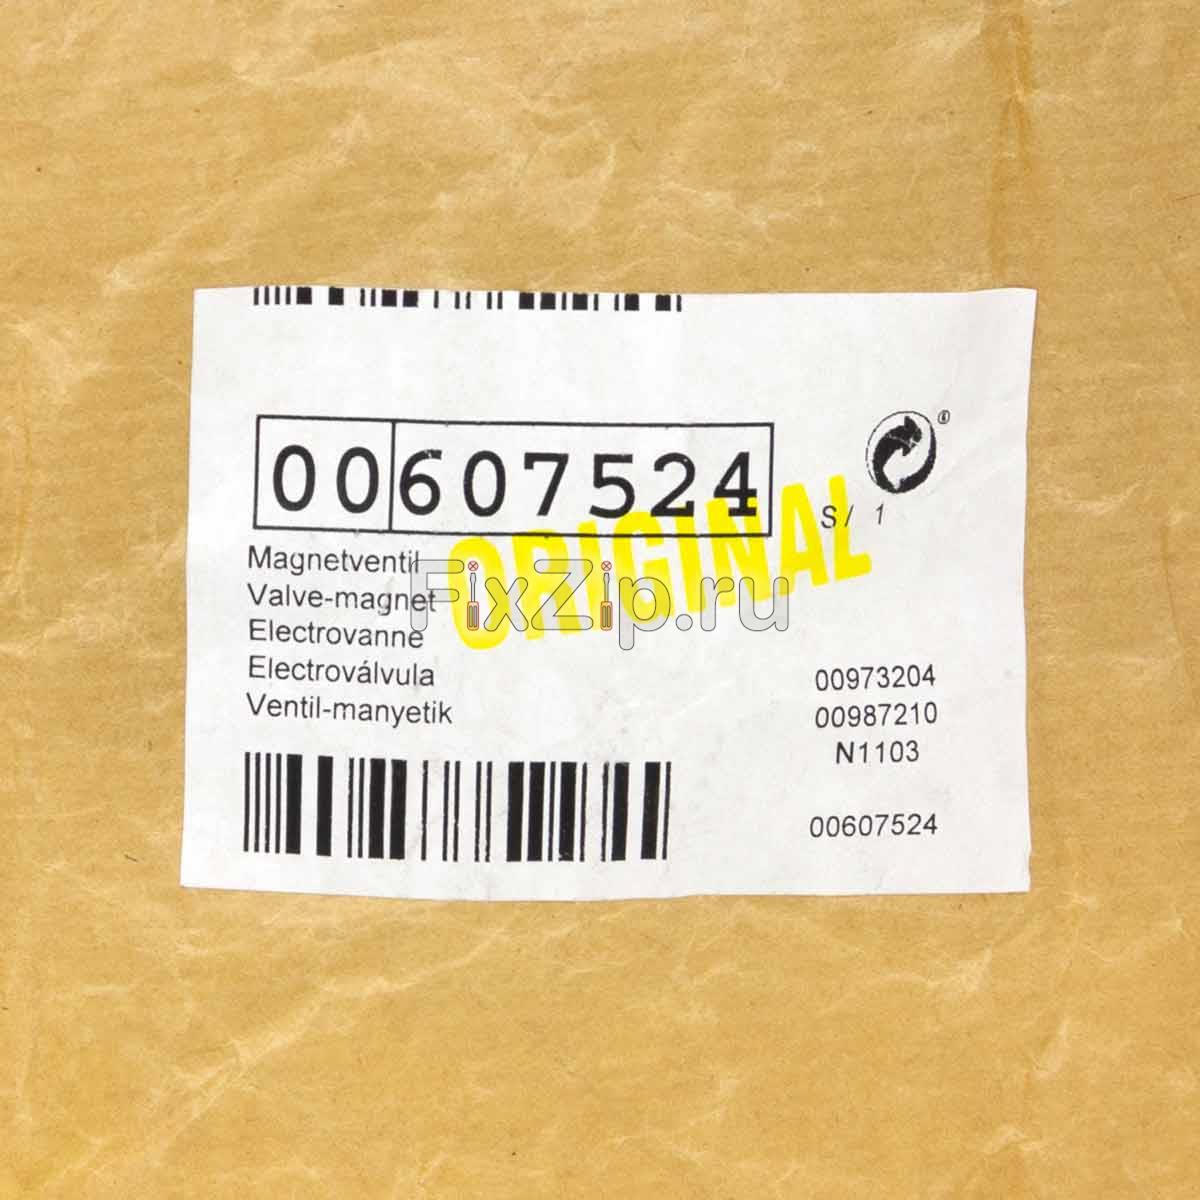 00607524
ORIGINAL
S/ 1
Magnetventil
Valve-magnet
Electrovanne
Electroválvula
Ventil-manyetik
FixZip.ru
00973204
00987210
N1103
00607524